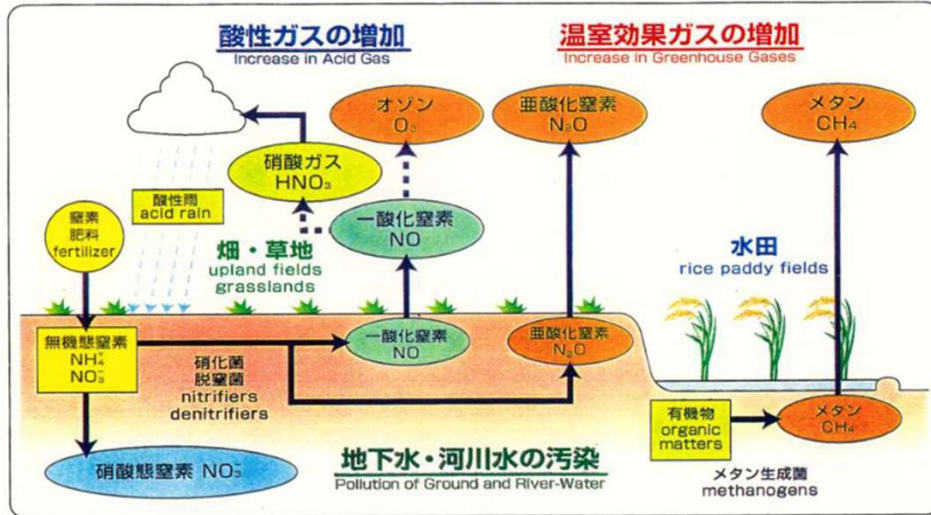 酸性ガスの増加
Increase in Acid Gas
温室効果ガスの増加
Increase in Greenhouse Gases
オゾン
O₃
亜酸化窒素
N₂O
メタン
CH₄
硝酸ガス
HNO₃
酸性雨
acid rain
窒素
肥料
fertilizer
一酸化窒素
NO
畑・草地
upland fields
grasslands
水田
rice paddy fields
無機態窒素
NH₄⁺
NO₃⁻
一酸化窒素
NO
亜酸化窒素
N₂O
硝化菌
脱窒菌
nitrifiers
denitrifiers
有機物
organic
matters
メタン
CH₄
硝酸態窒素 NO₃⁻
地下水・河川水の汚染
Pollution of Ground and River-Water
メタン生成菌
methanogens